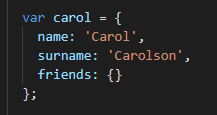 var carol = {
  name: 'Carol',
  surname: 'Carolson',
  friends: {}
};